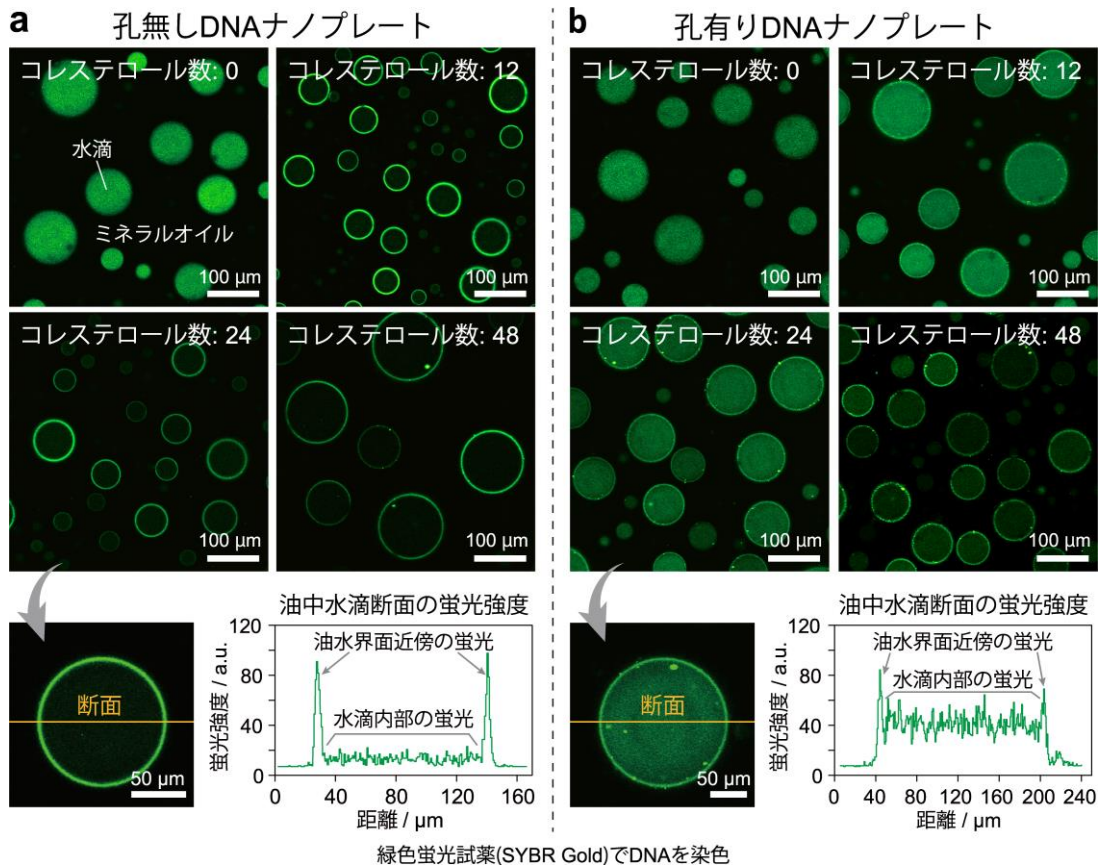 a 孔無しDNAナノプレート
コレステロール数: 0
水滴
ミネラルオイル
100 µm
コレステロール数: 12
100 µm
コレステロール数: 24
100 µm
コレステロール数: 48
100 µm
断面
50 µm
油中水滴断面の蛍光強度
蛍光強度 / a.u.
120
80
40
0
油水界面近傍の蛍光
水滴内部の蛍光
0 40 80 120 160
距離 / µm
b 孔有りDNAナノプレート
コレステロール数: 0
100 µm
コレステロール数: 12
100 µm
コレステロール数: 24
100 µm
コレステロール数: 48
100 µm
断面
50 µm
油中水滴断面の蛍光強度
蛍光強度 / a.u.
120
80
40
0
油水界面近傍の蛍光
水滴内部の蛍光
0 40 80 120 160 200 240
距離 / µm
緑色蛍光試薬(SYBR Gold)でDNAを染色